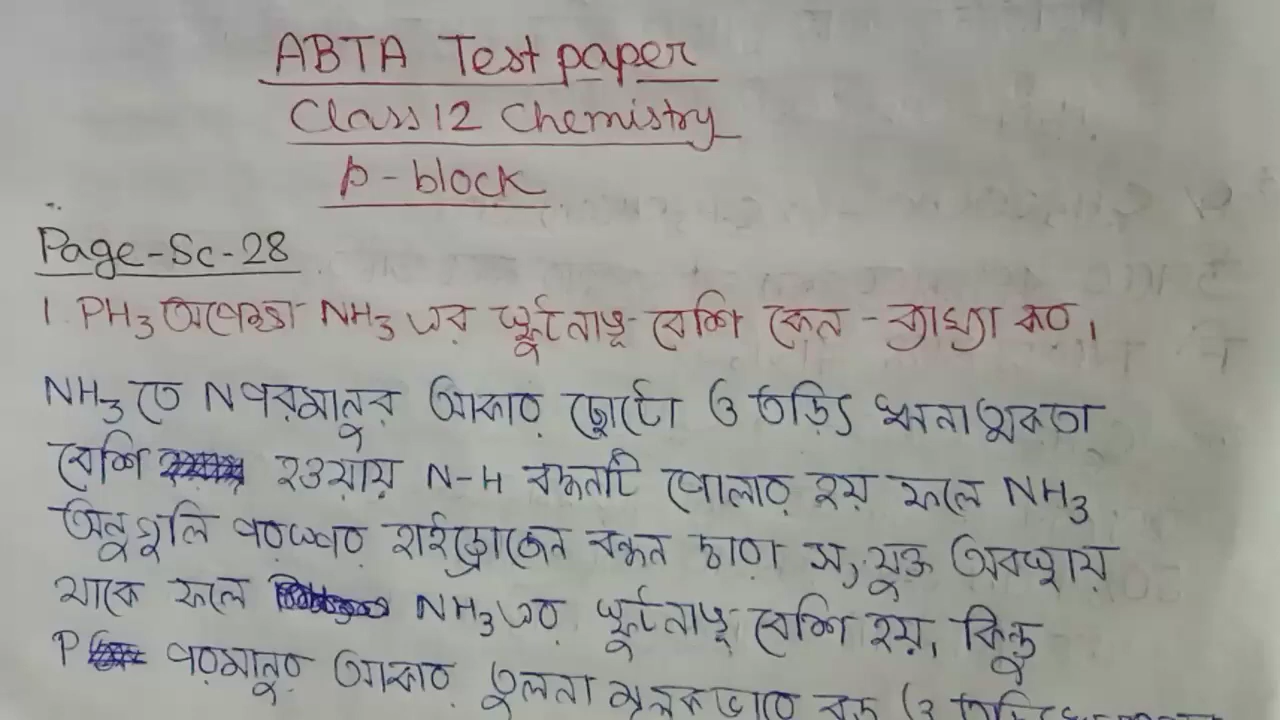 ABTA Test paper
Class 12 Chemistry
p-block
Page-Sc-28
1. PH3 অপেক্ষা NH3 এর স্ফুটনাঙ্ক বেশি কেন - ব্যাখ্যা কর।
NH3 তে N পরমানুর আকার ছোটো ও তড়িৎ ঋনাত্মকতা
বেশি হওয়ায় N-H বন্ধনটি পোলার হয় ফলে NH3
অনুগুলি পরস্পর হাইড্রোজেন বন্ধন দ্বারা সংযুক্ত অবস্থায়
থাকে ফলে NH3 এর স্ফুটনাঙ্ক বেশি হয়, কিন্তু
P পরমানুর আকার তুলনা মূলকভাবে বড় ও